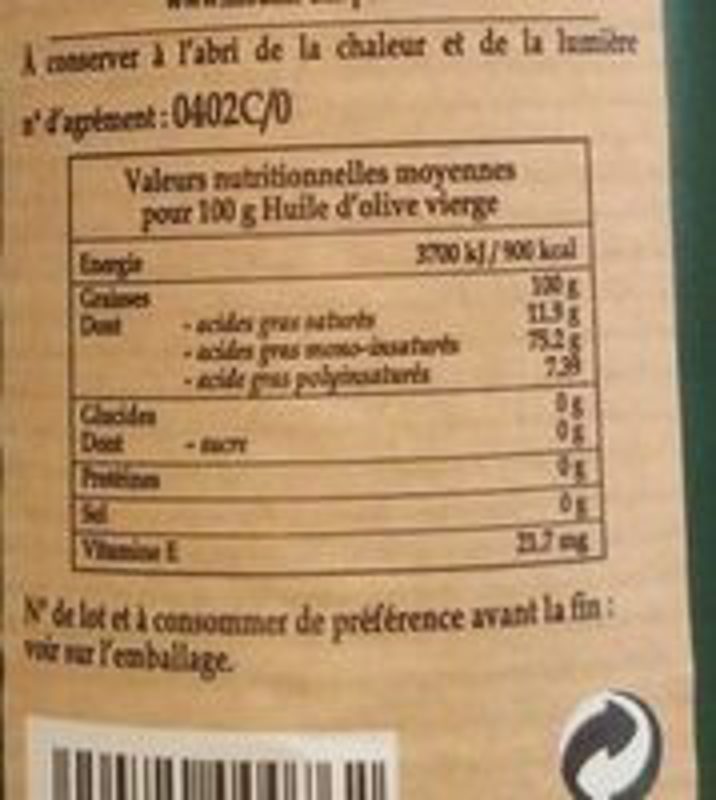 À conserver à l'abri de la chaleur et de la lumière
n° d'agrément : 0402C/0
Valeurs nutritionnelles moyennes
pour 100 g Huile d'olive vierge
Energie 3700 kJ / 900 kcal
Graisses 100 g
Dont - acides gras saturés 11.9 g
- acides gras mono-insaturés 75.2 g
- acide gras polyinsaturés 7.39
Glucides 0 g
Dont - sucre 0 g
Protéines 0 g
Sel 0 g
Vitamine E 21.7 mg
N° de lot et à consommer de préférence avant la fin :
voir sur l'emballage.